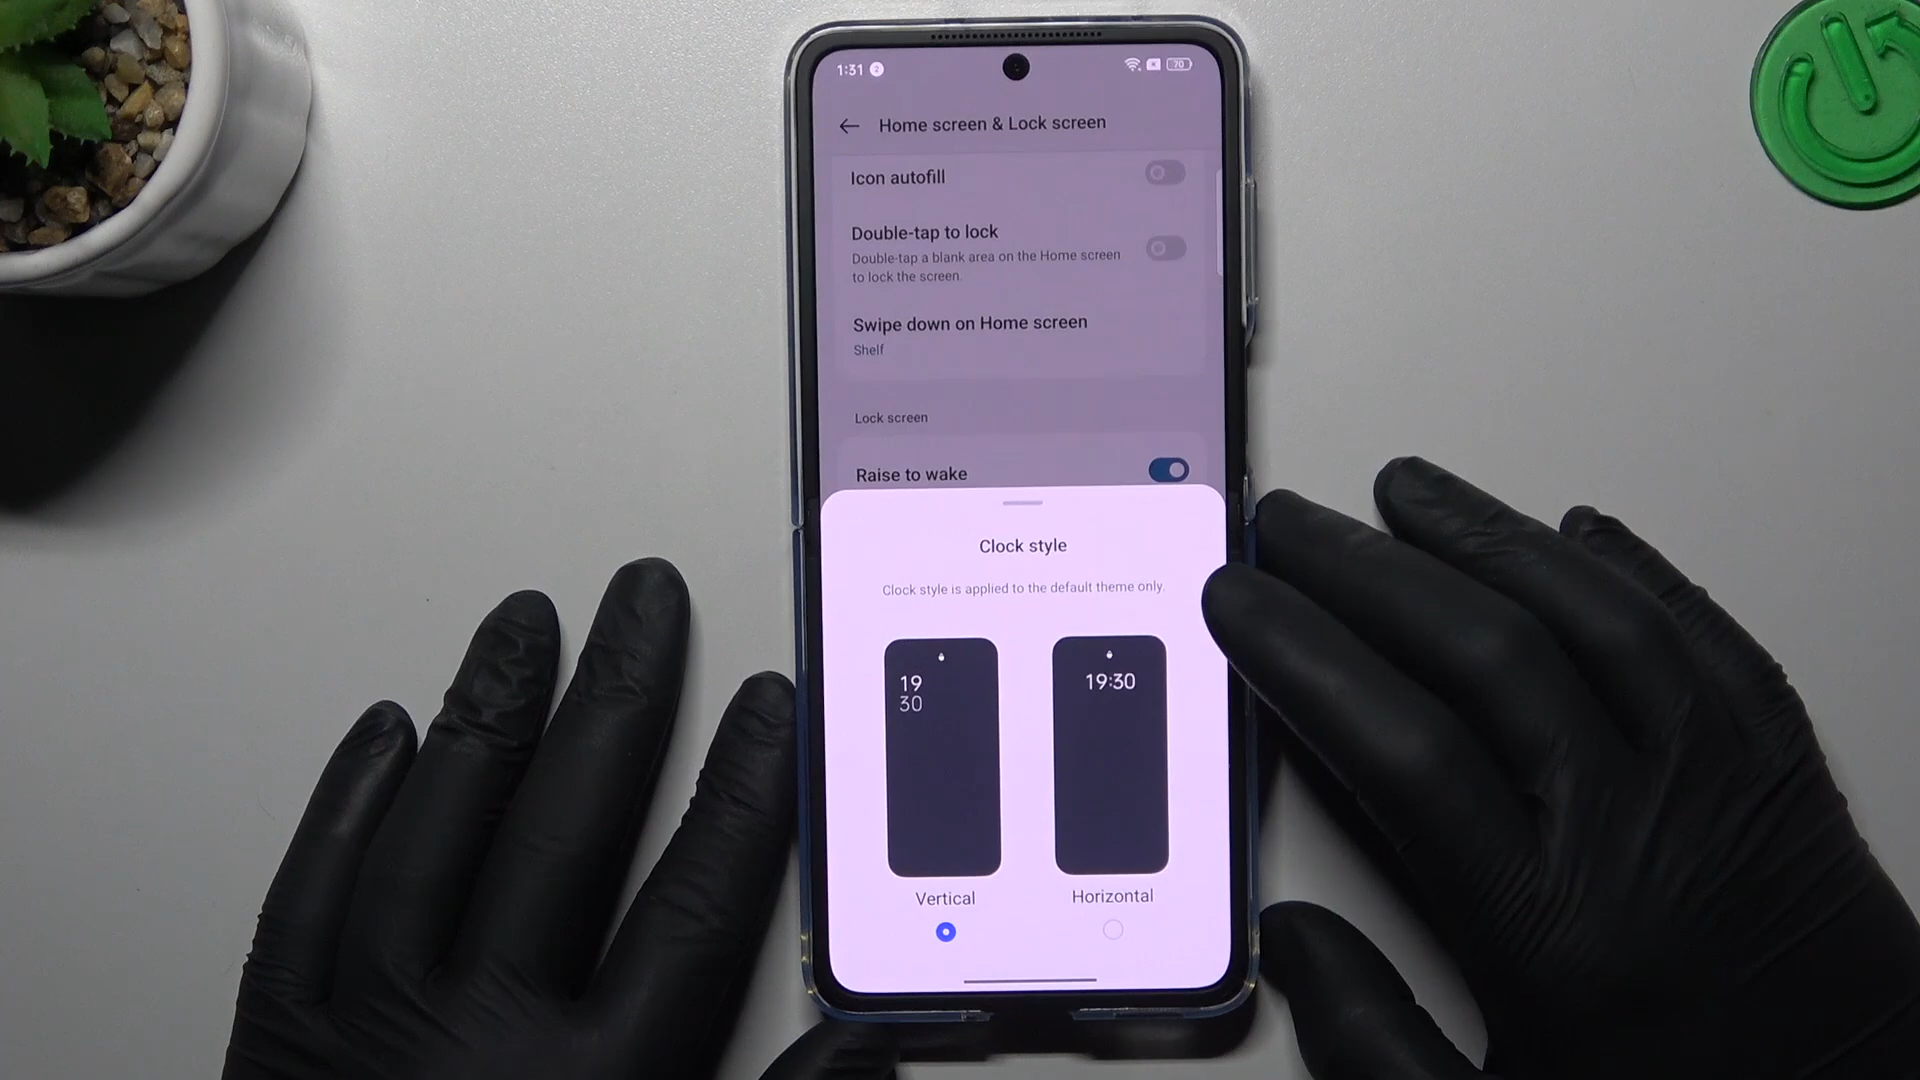 1:31 2
70
Home screen & Lock screen
Icon autofill
Double-tap to lock
Double-tap a blank area on the Home screen
to lock the screen.
Swipe down on Home screen
Shelf
Lock screen
Raise to wake
Clock style
Clock style is applied to the default theme only.
19
30
19:30
Vertical
Horizontal